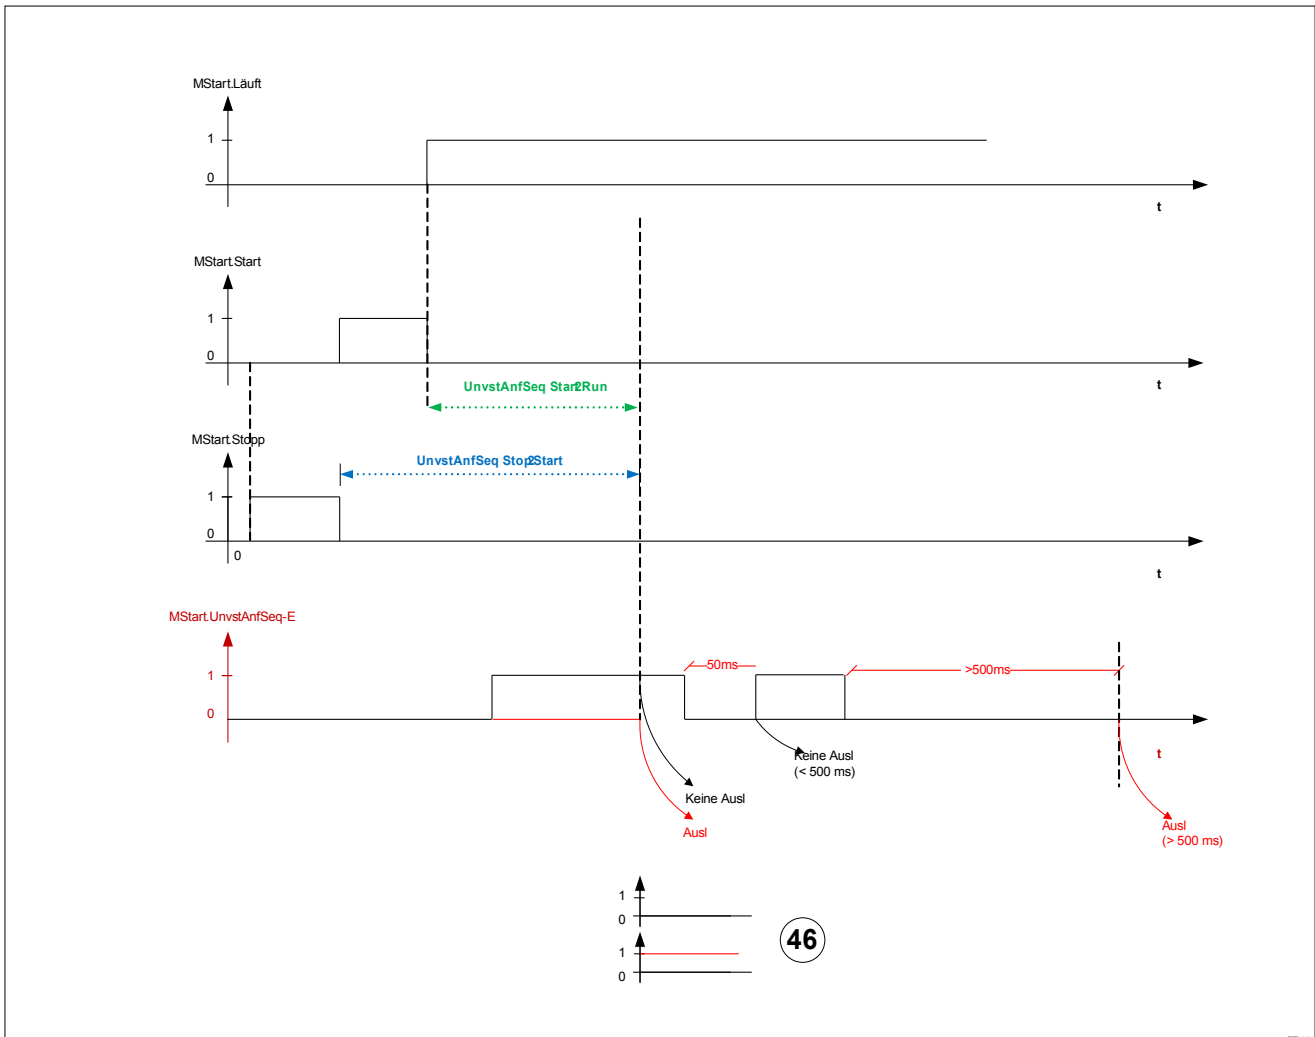 MStart.Läuft
1
0
t
MStart.Start
1
0
t
UnvstAnfSeq Start2Run
MStart.Stopp
UnvstAnfSeq Stop2Start
1
0
0
t
MStart.UnvstAnfSeq-E
1
50ms
>500ms
0
Keine Ausl
(< 500 ms)
t
Keine Ausl
Ausl
Ausl
(> 500 ms)
1
0
46
1
0